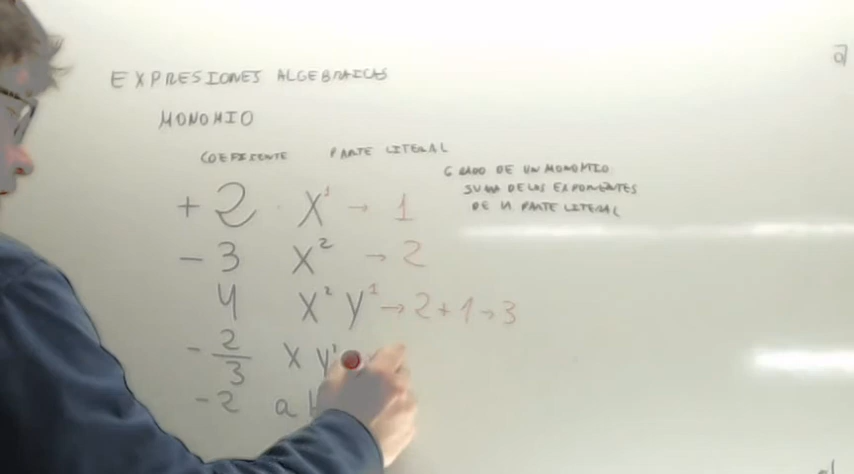 EXPRESIONES ALGEBRAICAS
MONOMIO
COEFICIENTE PARTE LITERAL
GRADO DE UN MONOMIO
SUMA DE LOS EXPONENTES
DE LA PARTE LITERAL
+ 2 · X¹ → 1
- 3 X² → 2
4 X² Y¹ → 2 + 1 → 3
- 2/3 X Y¹
- 2 a
a)